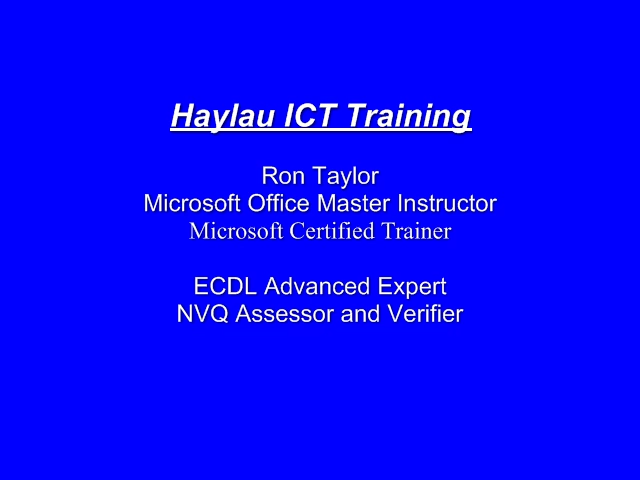 Haylau ICT Training
Ron Taylor
Microsoft Office Master Instructor
Microsoft Certified Trainer
ECDL Advanced Expert
NVQ Assessor and Verifier